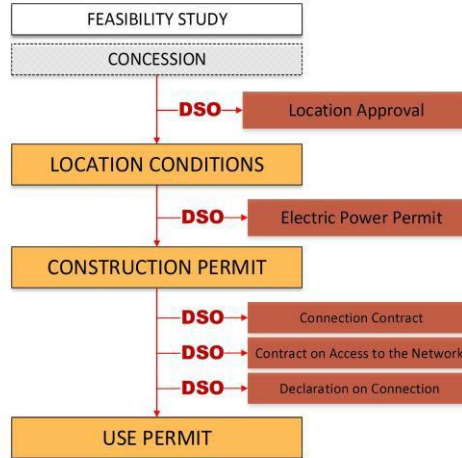 FEASIBILITY STUDY
CONCESSION
DSO
Location Approval
LOCATION CONDITIONS
DSO
Electric Power Permit
CONSTRUCTION PERMIT
DSO
Connection Contract
DSO
Contract on Access to the Network
DSO
Declaration on Connection
USE PERMIT